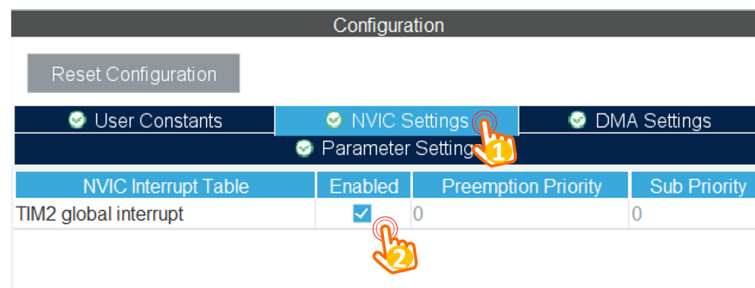 Configuration
Reset Configuration
User Constants NVIC Settings DMA Settings
1
Parameter Setting
NVIC Interrupt Table Enabled Preemption Priority Sub Priority
TIM2 global interrupt 0 0
2